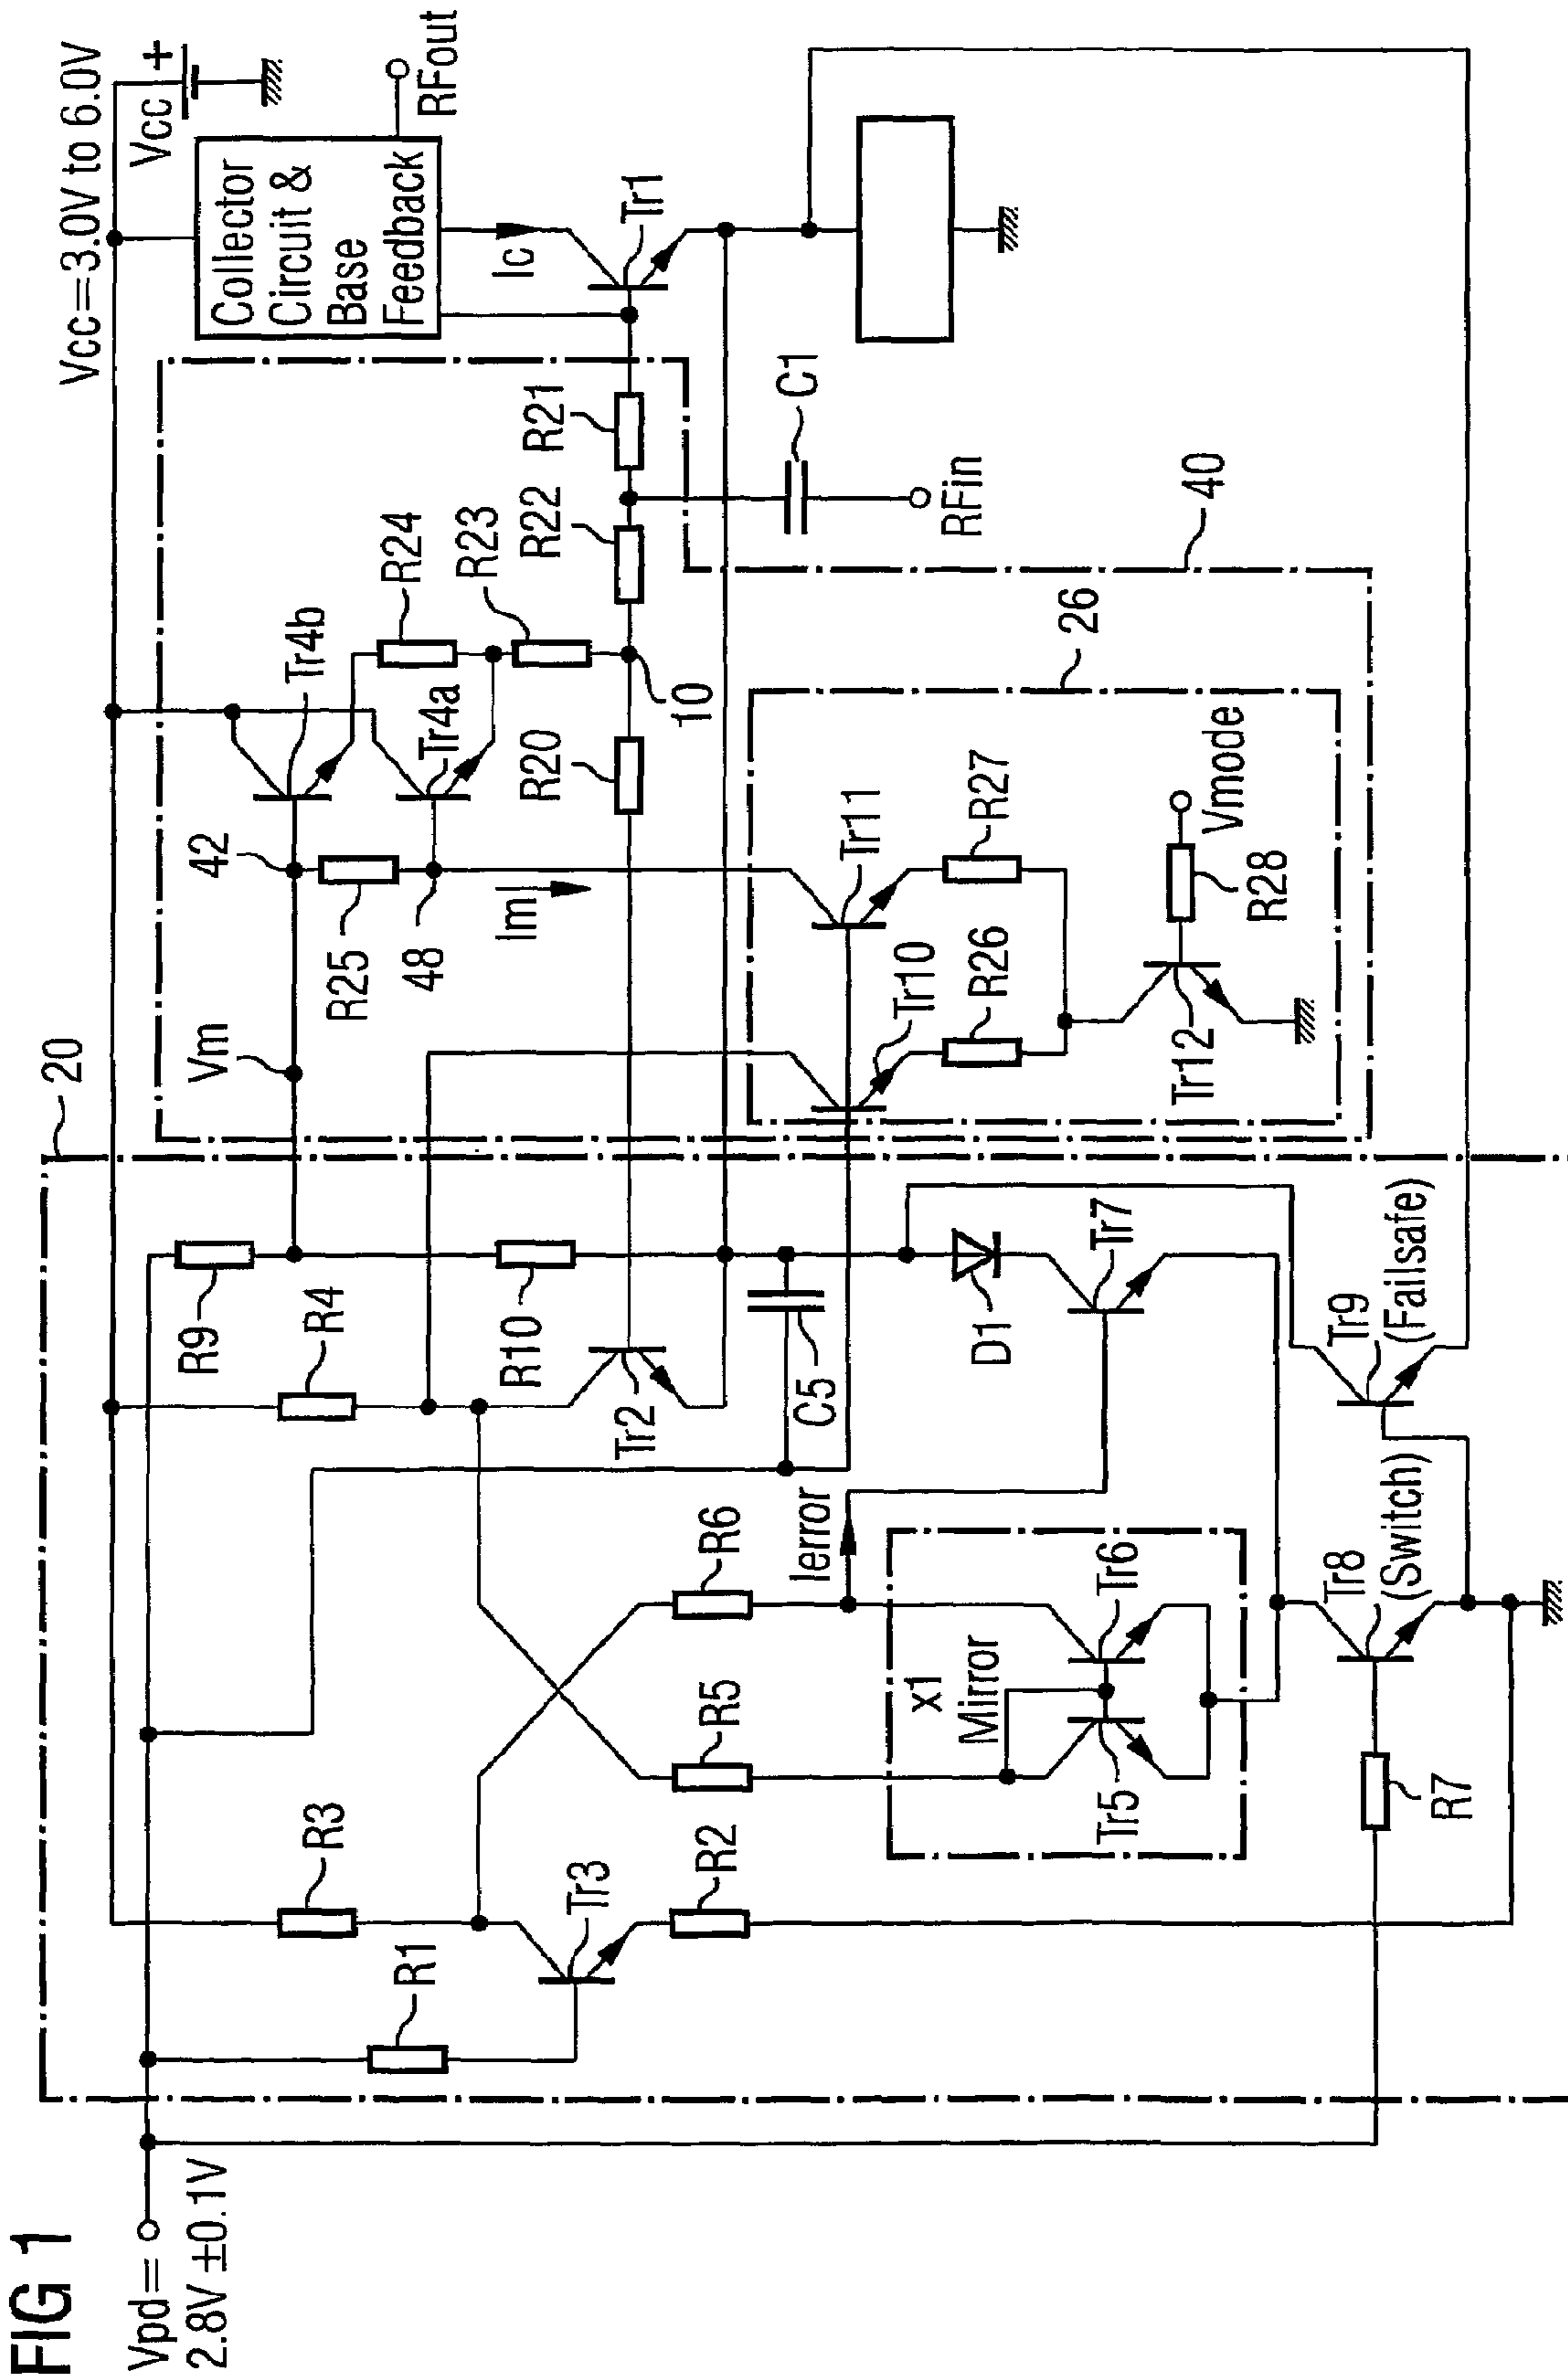 FIG 1
Vpd=
2.8V ±0.1V
Vcc=3.0V to 6.0V
Vcc
+
Collector
Circuit &
Base
Feedback
RFout
Ic
Tr1
20
R9
R4
R3
R1
Tr3
R2
R10
Tr2
C5
R6
R5
Ierror
x1
Mirror
Tr5
Tr6
D1
Tr7
Tr8
(Switch)
Tr9
(Failsafe)
R7
Vm
42
R25
48
Im
Tr4b
Tr4a
R24
R23
10
R20
R22
R21
C1
RFin
40
26
Tr10
Tr11
R26
R27
Tr12
R28
Vmode